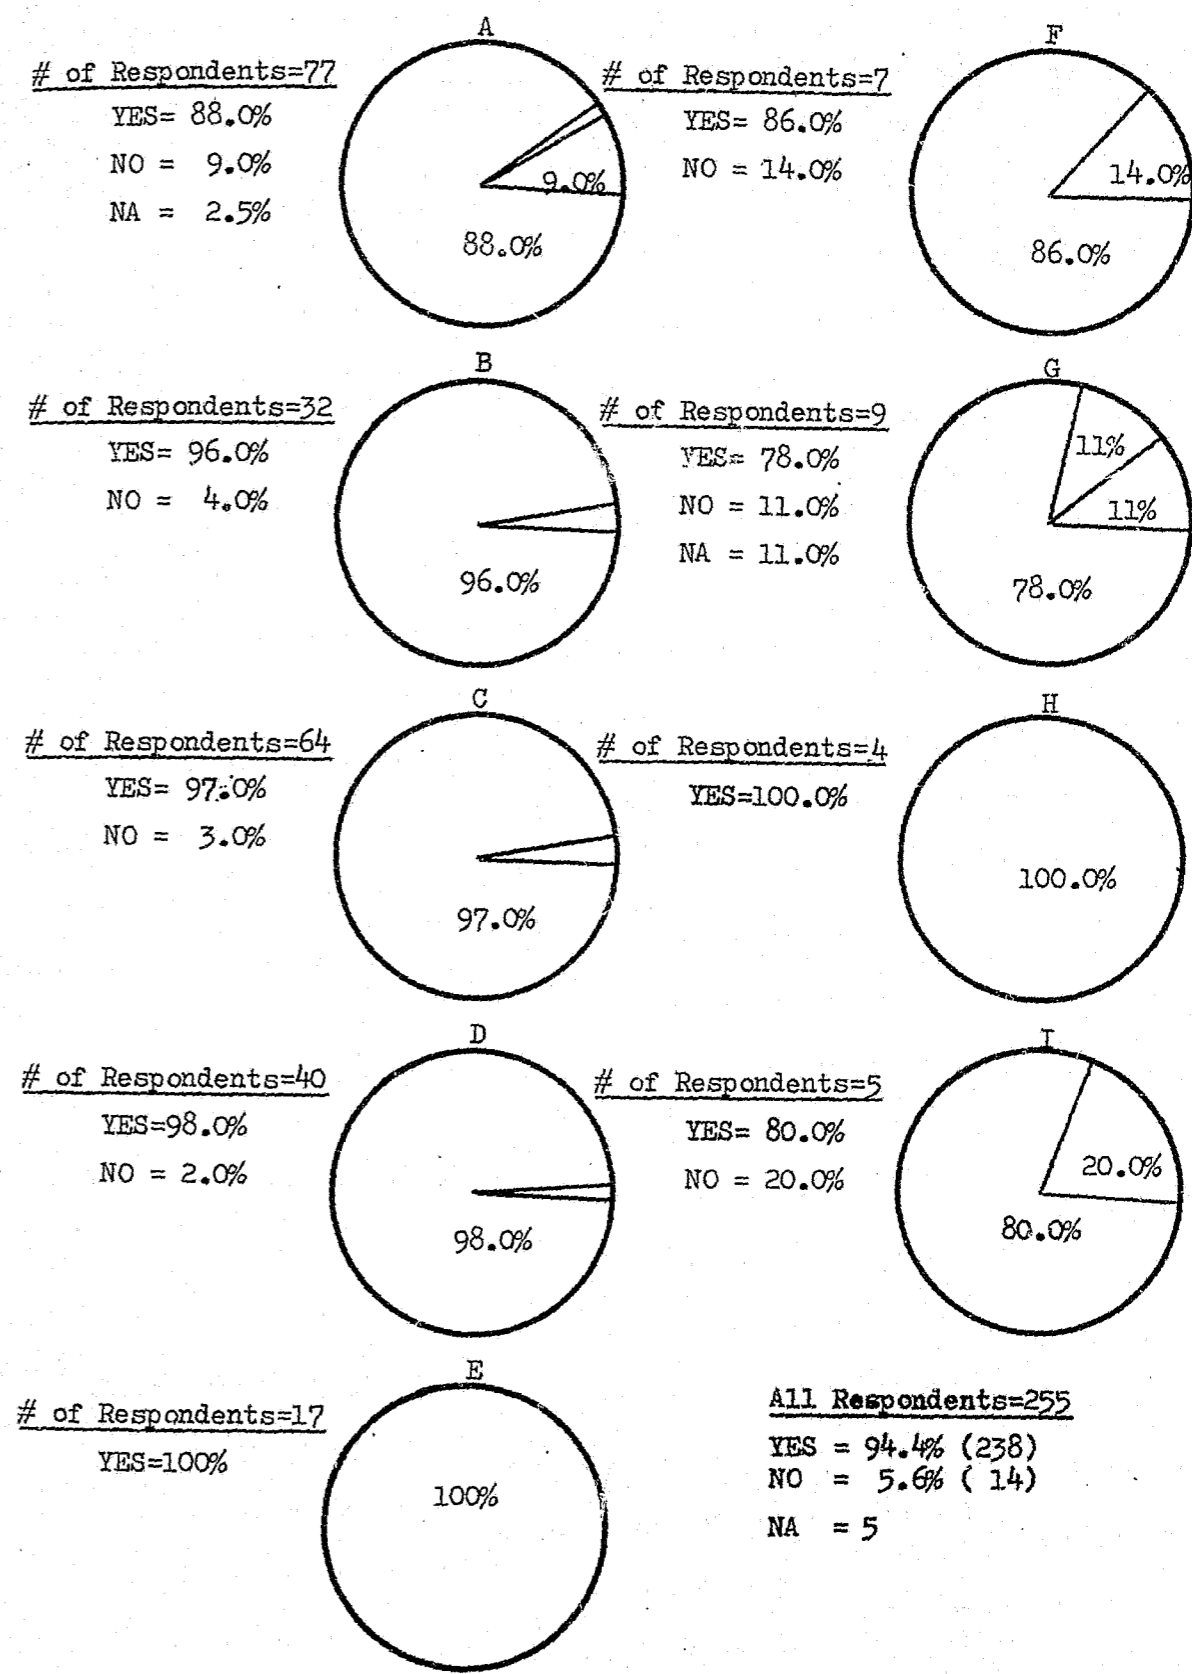 A
# of Respondents=77
YES= 88.0%
NO = 9.0%
NA = 2.5%
9.0%
88.0%
B
# of Respondents=32
YES= 96.0%
NO = 4.0%
96.0%
C
# of Respondents=64
YES= 97.0%
NO = 3.0%
97.0%
D
# of Respondents=40
YES=98.0%
NO = 2.0%
98.0%
E
# of Respondents=17
YES=100%
100%
F
# of Respondents=7
YES= 86.0%
NO = 14.0%
14.0%
86.0%
G
# of Respondents=9
YES= 78.0%
NO = 11.0%
NA = 11.0%
11%
11%
78.0%
H
# of Respondents=4
YES=100.0%
100.0%
I
# of Respondents=5
YES= 80.0%
NO = 20.0%
20.0%
80.0%
All Respondents=255
YES = 94.4% (238)
NO = 5.6% ( 14)
NA = 5